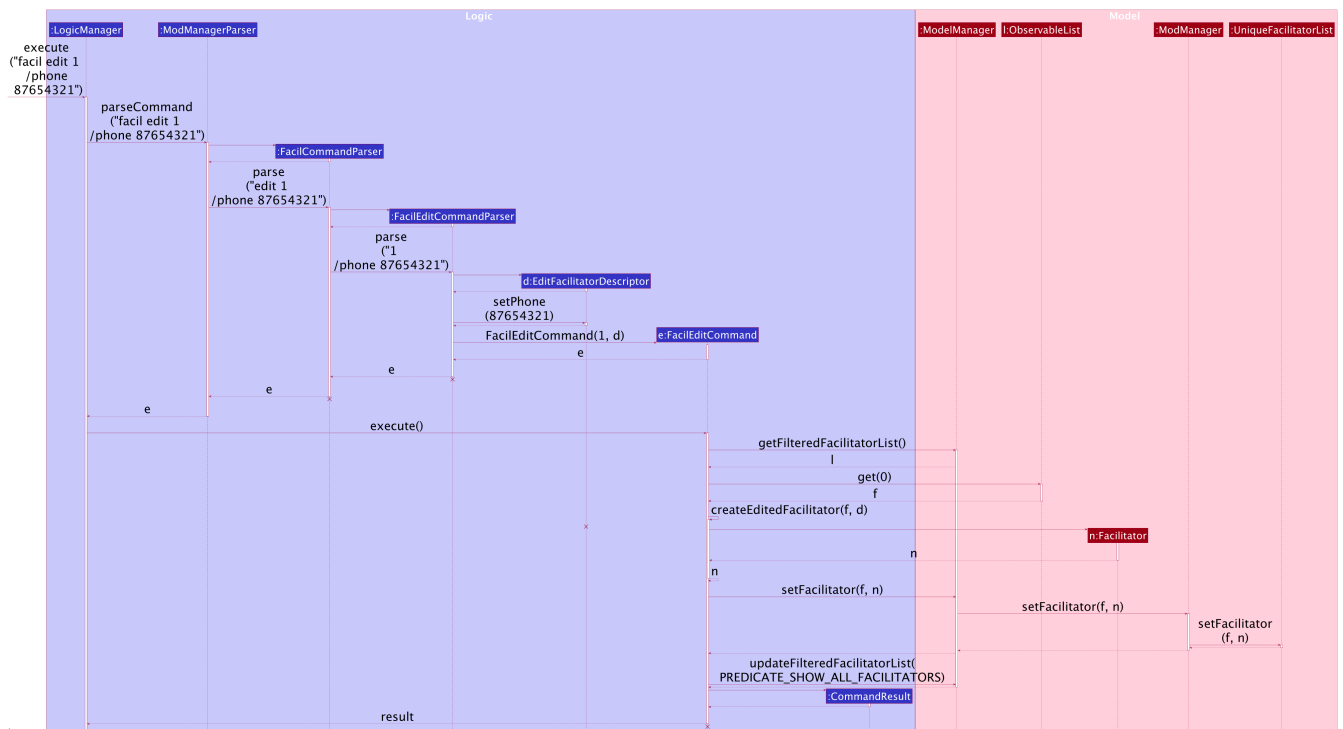 Logic
Model
:LogicManager
:ModManagerParser
:ModelManager
l:ObservableList
:ModManager
:UniqueFacilitatorList
execute
("facil edit 1
/phone
87654321")
parseCommand
("facil edit 1
/phone 87654321")
:FacilCommandParser
parse
("edit 1
/phone 87654321")
:FacilEditCommandParser
parse
("1
/phone 87654321")
d:EditFacilitatorDescriptor
setPhone
(87654321)
FacilEditCommand(1, d)
e:FacilEditCommand
e
e
e
e
execute()
getFilteredFacilitatorList()
l
get(0)
f
createEditedFacilitator(f, d)
n:Facilitator
n
n
setFacilitator(f, n)
setFacilitator(f, n)
setFacilitator
(f, n)
updateFilteredFacilitatorList(
PREDICATE_SHOW_ALL_FACILITATORS)
:CommandResult
result